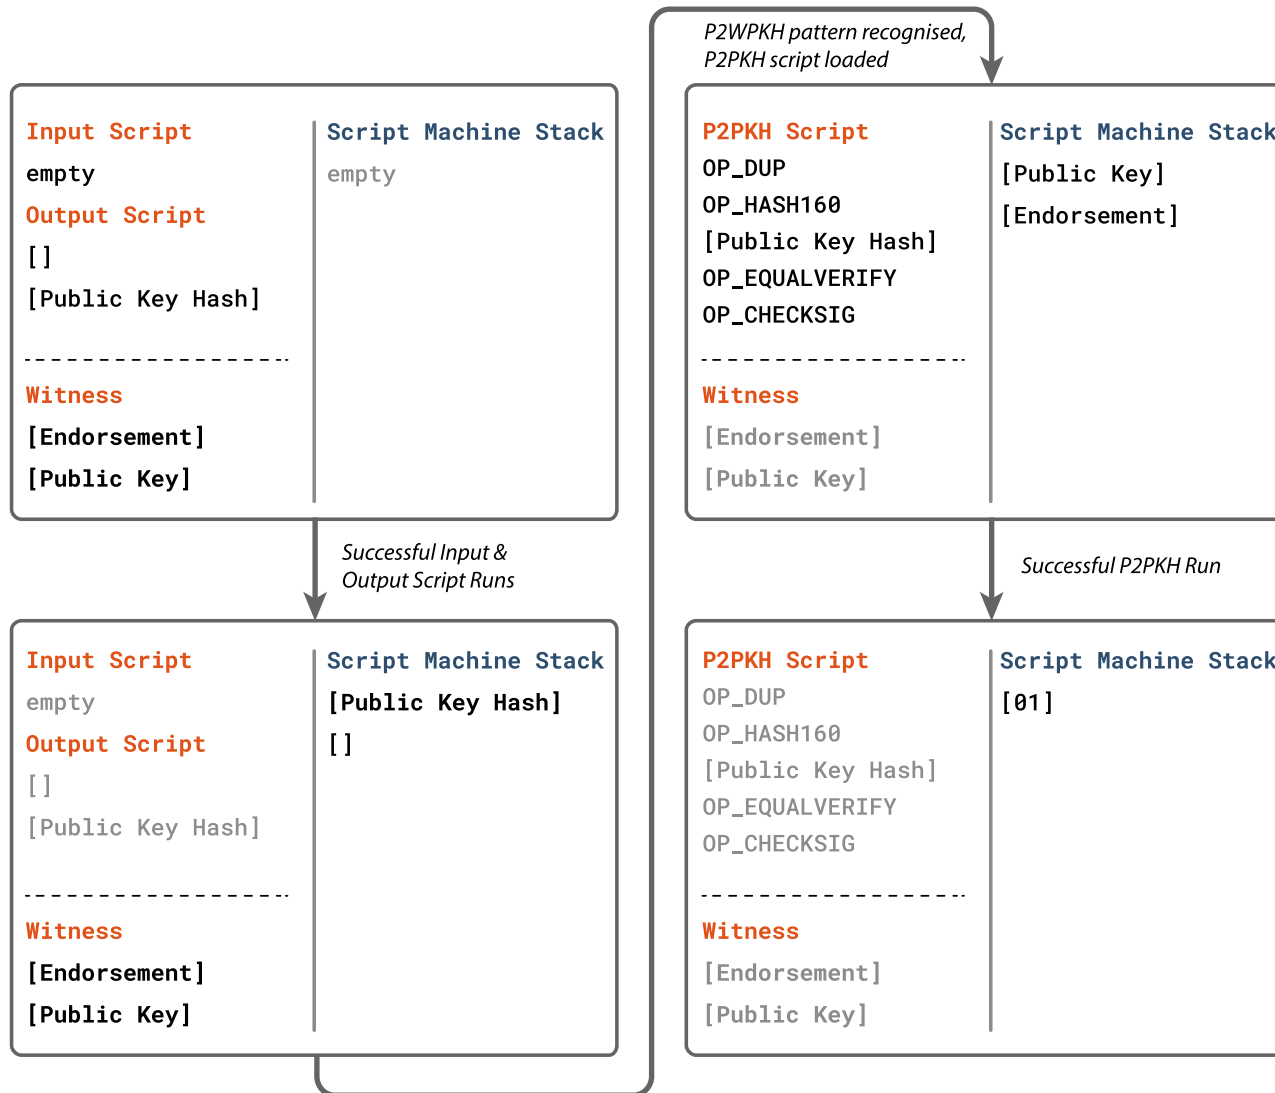 Input Script
empty
Output Script
[]
[Public Key Hash]
Witness
[Endorsement]
[Public Key]
Script Machine Stack
empty
Successful Input &
Output Script Runs
Input Script
empty
Output Script
[]
[Public Key Hash]
Witness
[Endorsement]
[Public Key]
Script Machine Stack
[Public Key Hash]
[]
P2WPKH pattern recognised,
P2PKH script loaded
P2PKH Script
OP_DUP
OP_HASH160
[Public Key Hash]
OP_EQUALVERIFY
OP_CHECKSIG
Witness
[Endorsement]
[Public Key]
Script Machine Stack
[Public Key]
[Endorsement]
Successful P2PKH Run
P2PKH Script
OP_DUP
OP_HASH160
[Public Key Hash]
OP_EQUALVERIFY
OP_CHECKSIG
Witness
[Endorsement]
[Public Key]
Script Machine Stack
[01]